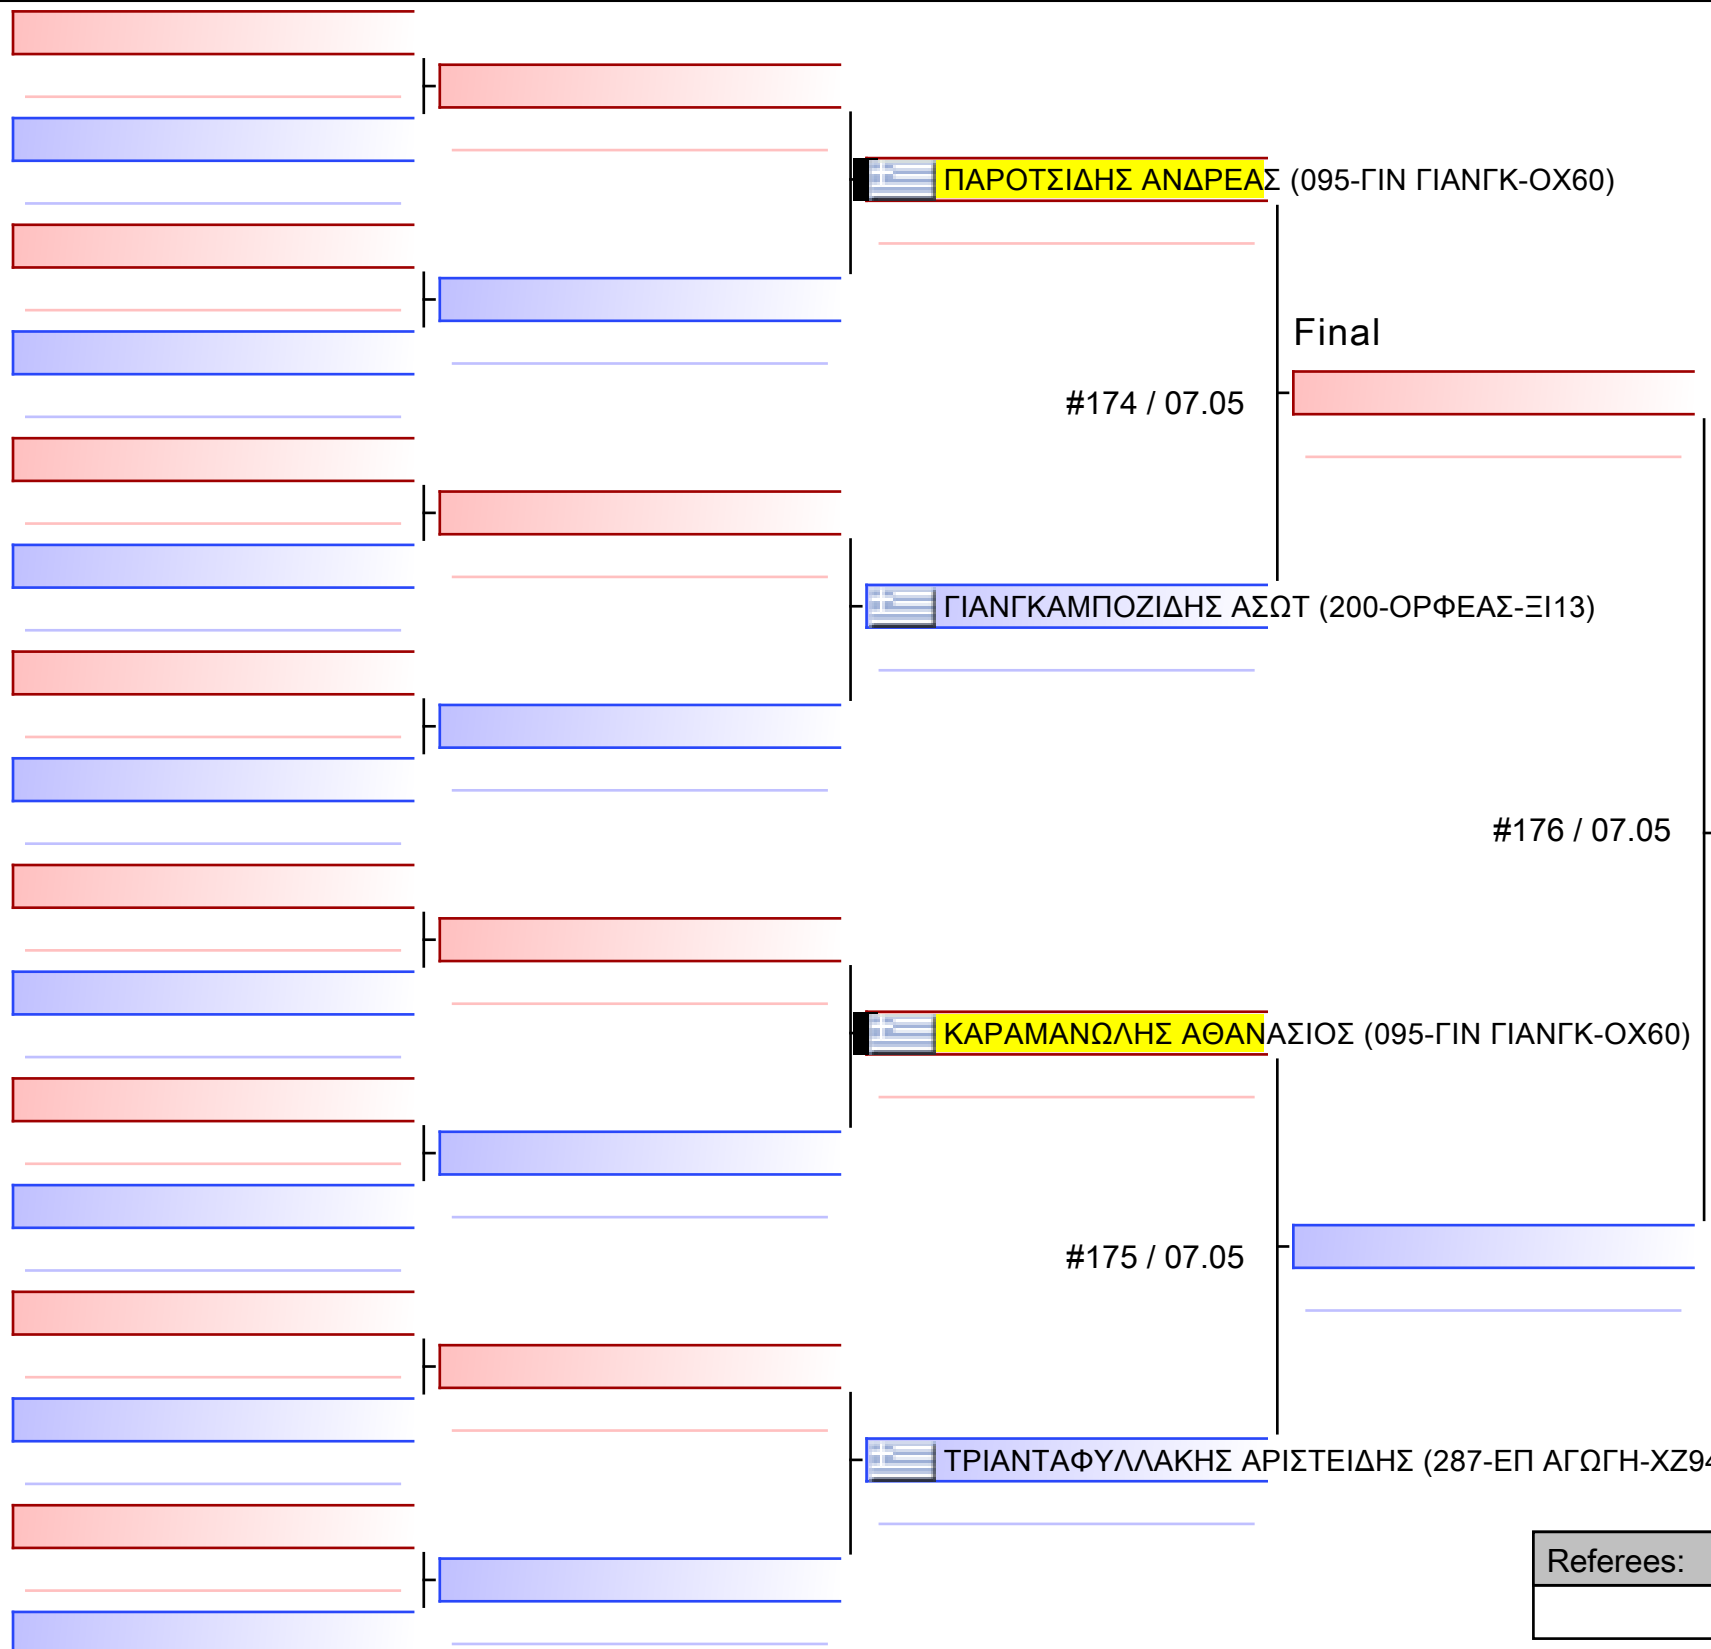 ΠΑΡΟΤΣΙΔΗΣ ΑΝΔΡΕΑΣ (095-ΓΙΝ ΓΙΑΝΓΚ-ΟΧ60)
Final
#174 / 07.05
ΓΙΑΝΓΚΑΜΠΟΖΙΔΗΣ ΑΣΩΤ (200-ΟΡΦΕΑΣ-ΞΙ13)
#176 / 07.05
ΚΑΡΑΜΑΝΩΛΗΣ ΑΘΑΝΑΣΙΟΣ (095-ΓΙΝ ΓΙΑΝΓΚ-ΟΧ60)
#175 / 07.05
ΤΡΙΑΝΤΑΦΥΛΛΑΚΗΣ ΑΡΙΣΤΕΙΔΗΣ (287-ΕΠ ΑΓΩΓΗ-ΧΖ94
Referees: